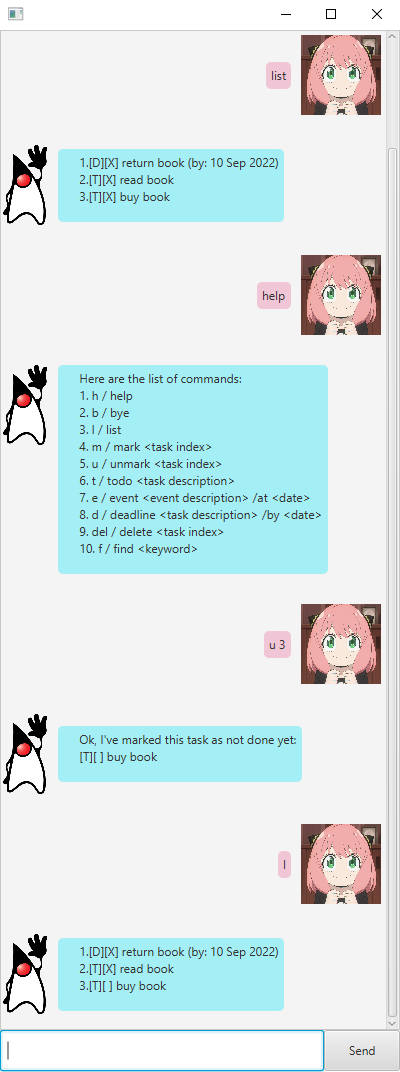 list
1.[D][X] return book (by: 10 Sep 2022)
2.[T][X] read book
3.[T][X] buy book
help
Here are the list of commands:
1. h / help
2. b / bye
3. l / list
4. m / mark <task index>
5. u / unmark <task index>
6. t / todo <task description>
7. e / event <event description> /at <date>
8. d / deadline <task description> /by <date>
9. del / delete <task index>
10. f / find <keyword>
u 3
Ok, I've marked this task as not done yet:
[T][ ] buy book
l
1.[D][X] return book (by: 10 Sep 2022)
2.[T][X] read book
3.[T][ ] buy book
Send